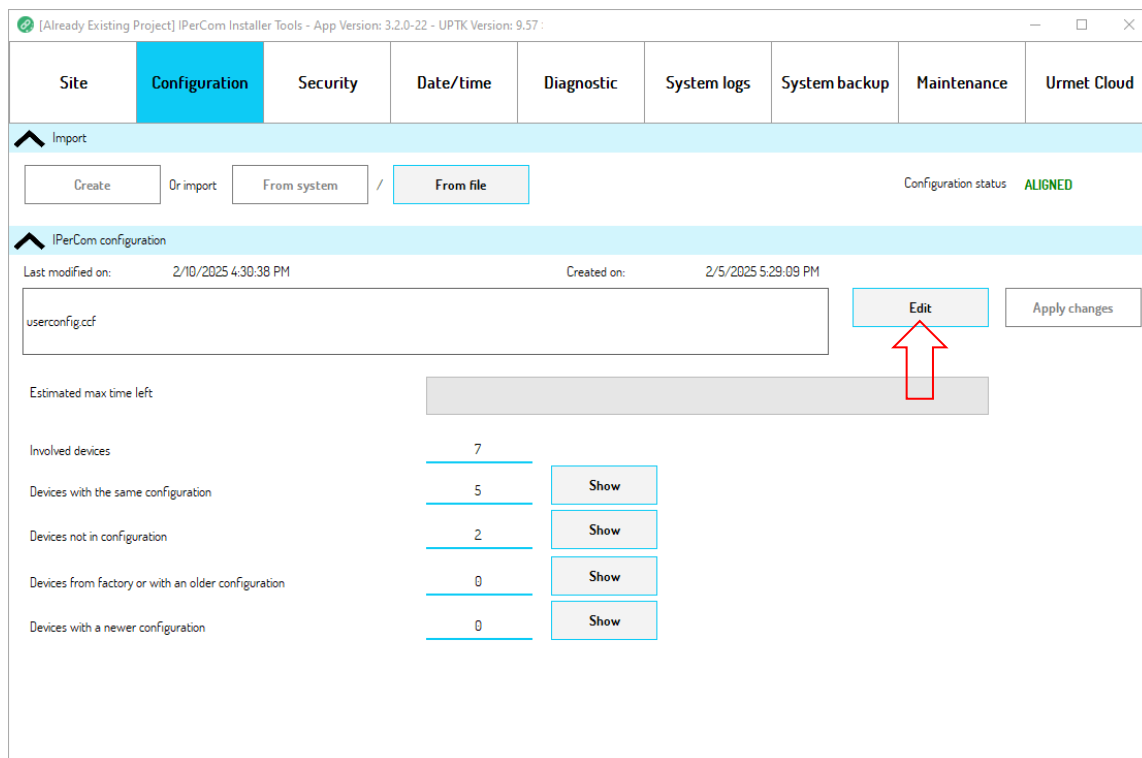 [Already Existing Project] IPerCom Installer Tools - App Version: 3.2.0-22 - UPTK Version: 9.57 :
Site Configuration Security Date/time Diagnostic System logs System backup Maintenance Urmet Cloud
Import
Create Or import From system / From file Configuration status ALIGNED
IPerCom configuration
Last modified on: 2/10/2025 4:30:38 PM Created on: 2/5/2025 5:29:09 PM
userconfig.ccf Edit Apply changes
Estimated max time left
Involved devices 7
Devices with the same configuration 5 Show
Devices not in configuration 2 Show
Devices from factory or with an older configuration 0 Show
Devices with a newer configuration 0 Show